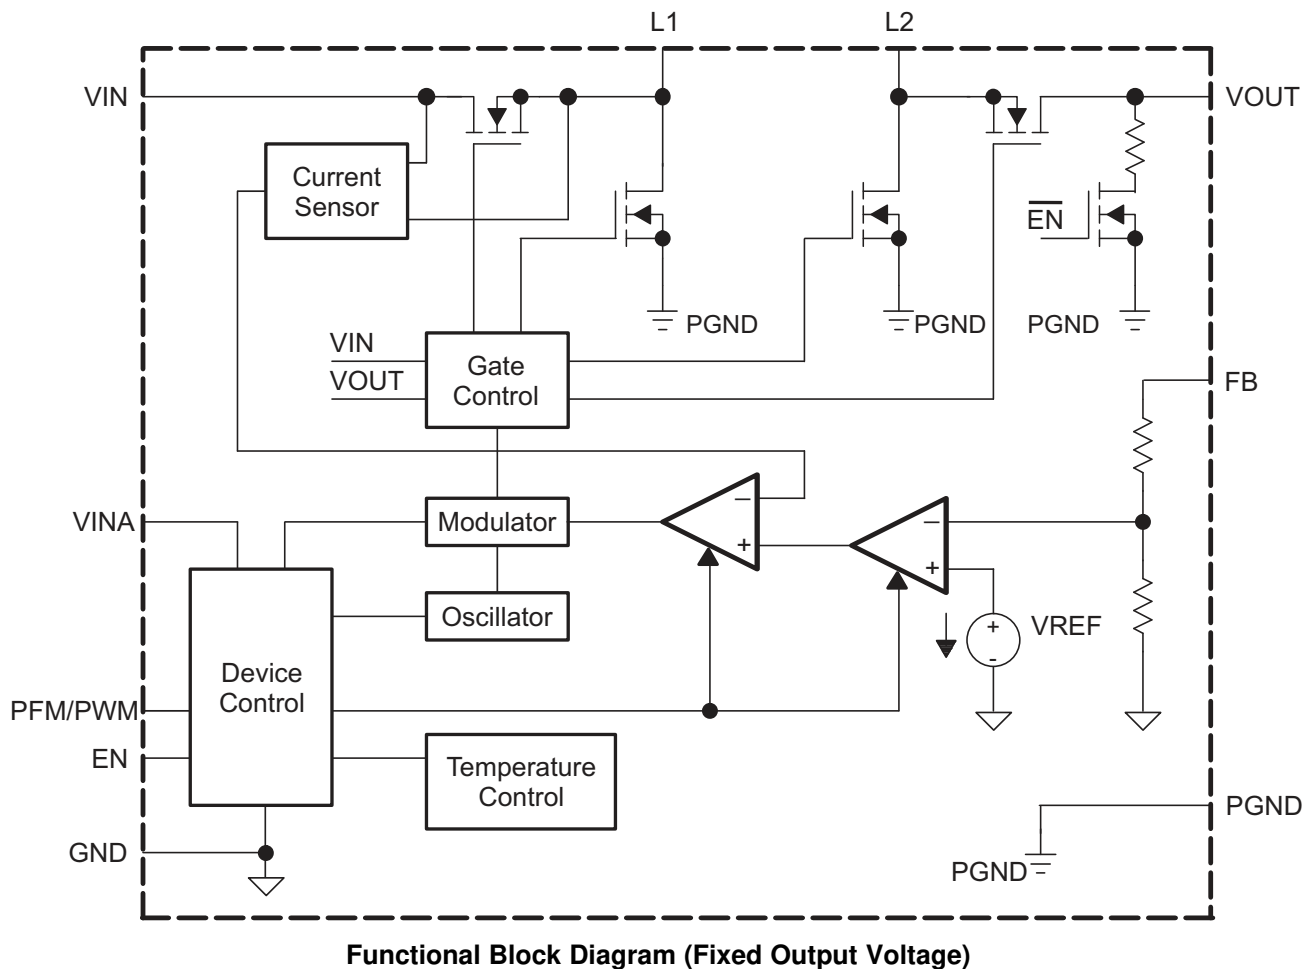 L1
L2
VIN
VOUT
Current
Sensor
E̅N̅
PGND
PGND
PGND
VIN
VOUT
Gate
Control
FB
VINA
Modulator
–
+
–
+
Oscillator
+
-
VREF
Device
Control
PFM/PWM
EN
Temperature
Control
PGND
GND
PGND
Functional Block Diagram (Fixed Output Voltage)